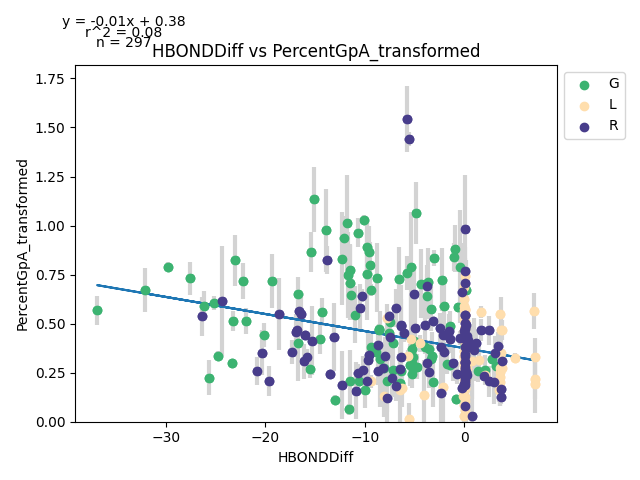 y = -0.01x + 0.38
r^2 = 0.08
n = 297
HBONDDiff vs PercentGpA_transformed
PercentGpA_transformed
1.75
1.50
1.25
1.00
0.75
0.50
0.25
0.00
−30
−20
−10
0
HBONDDiff
G
L
R